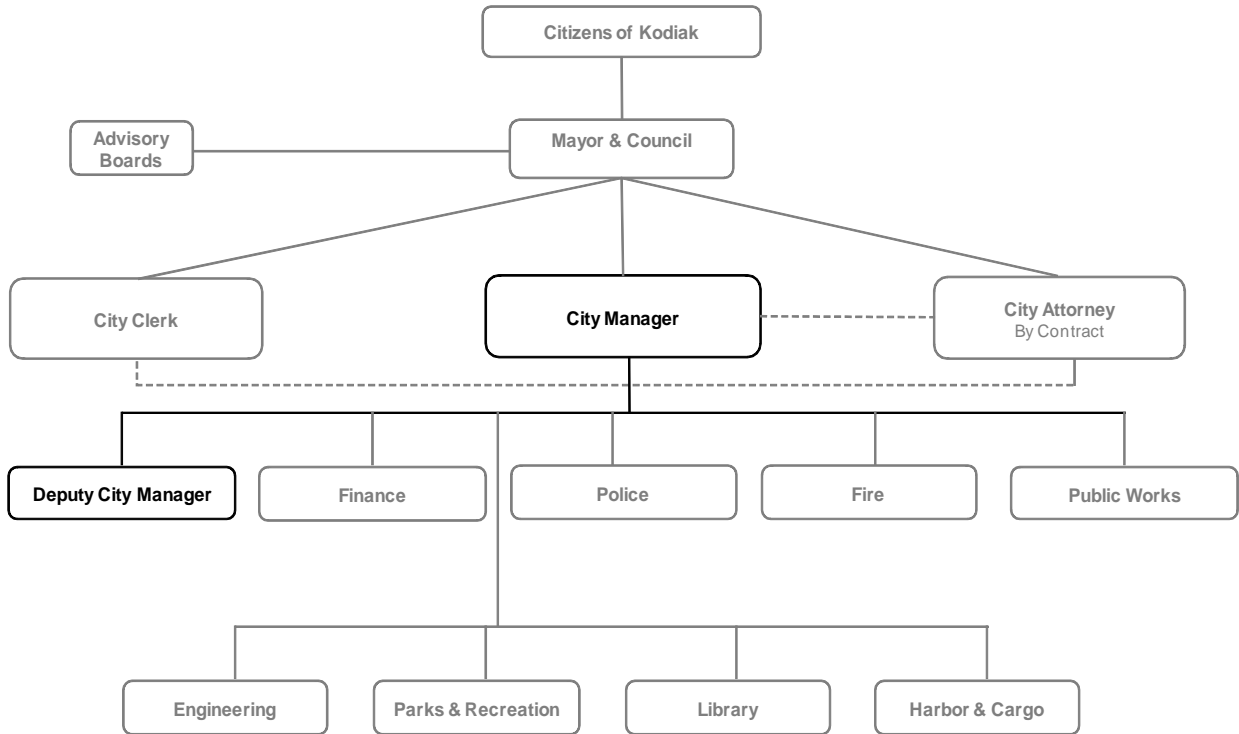 Citizens of Kodiak
Advisory
Boards
Mayor & Council
City Clerk
City Manager
City Attorney
By Contract
Deputy City Manager
Finance
Police
Fire
Public Works
Engineering
Parks & Recreation
Library
Harbor & Cargo